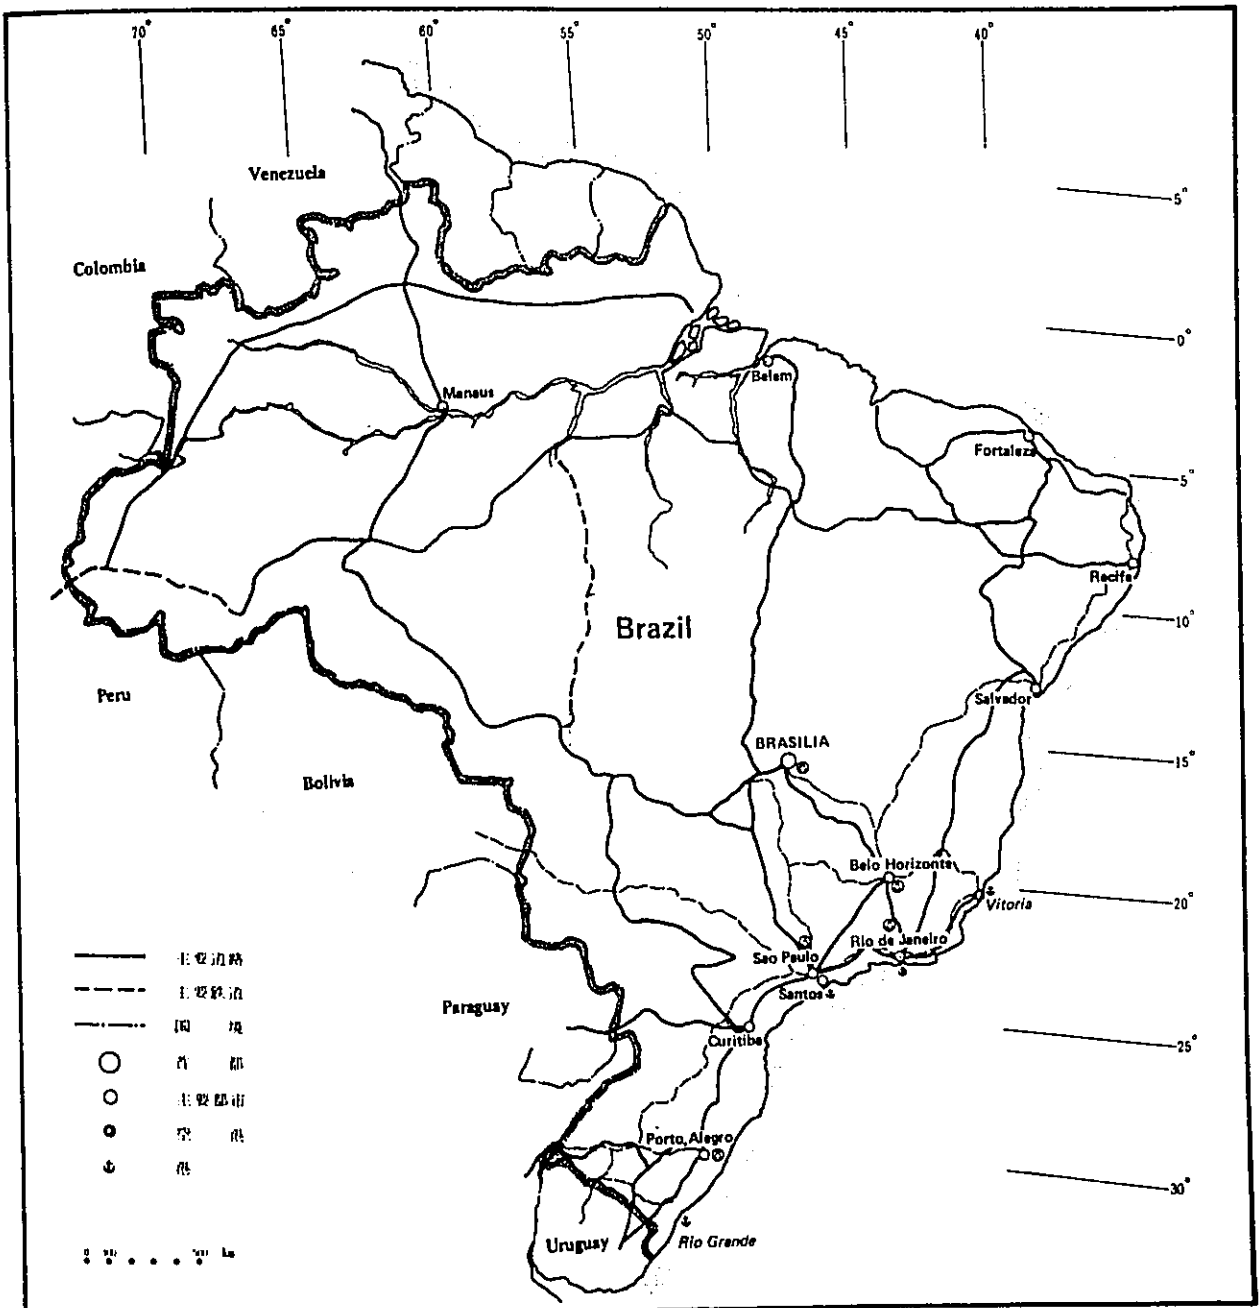 70° 65° 60° 55° 50° 45° 40°
Venezuela
5°
Colombia
0°
Belem
Manaus
Fortaleza
5°
Recife
Brazil
10°
Peru
Salvador
BRASILIA
15°
Bolivia
Belo Horizonte
20°
Vitoria
Rio de Janeiro
主要道路
Sao Paulo
主要鉄道
Santos
Paraguay
国 境
Curitiba
25°
首 都
主要都市
空 港
Porto, Alegro
港
30°
Rio Grande
Uruguay
0 500 km